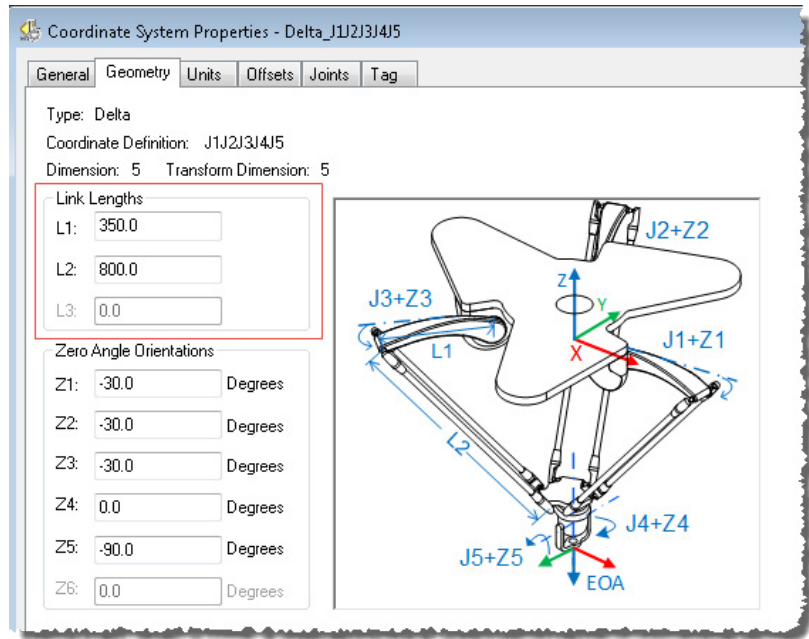 Coordinate System Properties - Delta_J1J2J3J4J5
General Geometry Units Offsets Joints Tag
Type: Delta
Coordinate Definition: J1J2J3J4J5
Dimension: 5 Transform Dimension: 5
Link Lengths
L1: 350.0
L2: 800.0
L3: 0.0
Zero Angle Orientations
Z1: -30.0 Degrees
Z2: -30.0 Degrees
Z3: -30.0 Degrees
Z4: 0.0 Degrees
Z5: -90.0 Degrees
Z6: 0.0 Degrees
J2+Z2
Z
Y
J3+Z3
X
J1+Z1
L1
L2
J4+Z4
J5+Z5
EOA